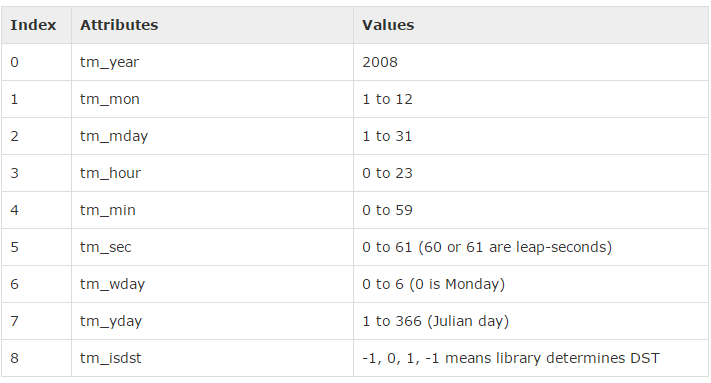 Index Attributes Values
0 tm_year 2008
1 tm_mon 1 to 12
2 tm_mday 1 to 31
3 tm_hour 0 to 23
4 tm_min 0 to 59
5 tm_sec 0 to 61 (60 or 61 are leap-seconds)
6 tm_wday 0 to 6 (0 is Monday)
7 tm_yday 1 to 366 (Julian day)
8 tm_isdst -1, 0, 1, -1 means library determines DST